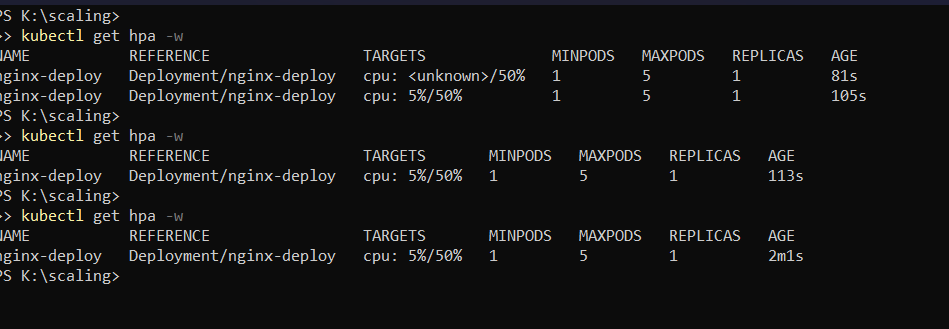 PS K:\scaling>
>> kubectl get hpa -w
NAME REFERENCE TARGETS MINPODS MAXPODS REPLICAS AGE
nginx-deploy Deployment/nginx-deploy cpu: <unknown>/50% 1 5 1 81s
nginx-deploy Deployment/nginx-deploy cpu: 5%/50% 1 5 1 105s
PS K:\scaling>
>> kubectl get hpa -w
NAME REFERENCE TARGETS MINPODS MAXPODS REPLICAS AGE
nginx-deploy Deployment/nginx-deploy cpu: 5%/50% 1 5 1 113s
PS K:\scaling>
>> kubectl get hpa -w
NAME REFERENCE TARGETS MINPODS MAXPODS REPLICAS AGE
nginx-deploy Deployment/nginx-deploy cpu: 5%/50% 1 5 1 2m1s
PS K:\scaling>